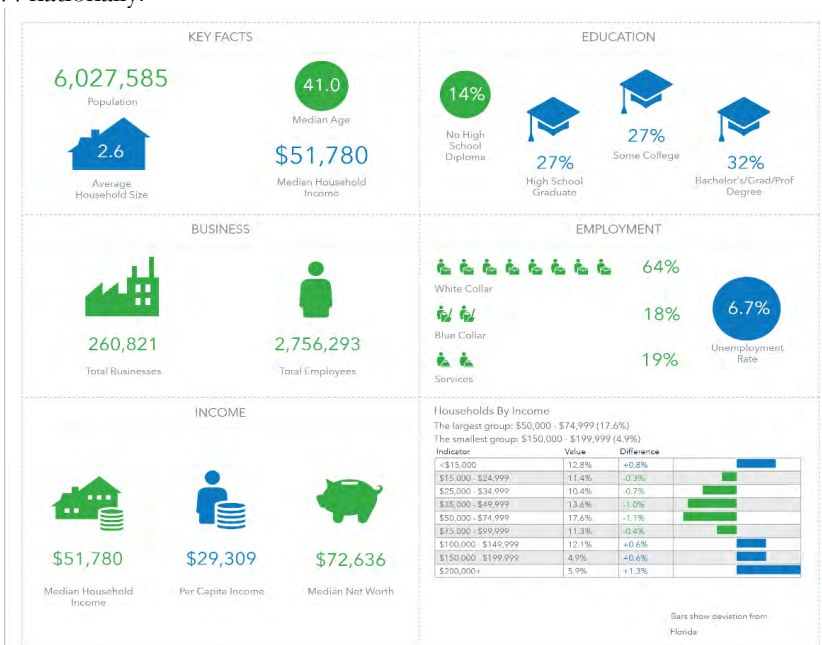 nationally.
KEY FACTS
6,027,585
Population
41.0
Median Age
2.6
Average
Household Size
$51,780
Median Household
Income
EDUCATION
14%
No High
School
Diploma
27%
High School
Graduate
27%
Some College
32%
Bachelor's/Grad/Prof
Degree
BUSINESS
260,821
Total Businesses
2,756,293
Total Employees
EMPLOYMENT
64%
White Collar
18%
Blue Collar
19%
Services
6.7%
Unemployment
Rate
INCOME
$51,780
Median Household
Income
$29,309
Per Capita Income
$72,636
Median Net Worth
Households By Income
The largest group: $50,000 - $74,999 (17.6%)
The smallest group: $150,000 - $199,999 (4.9%)
Indicator Value Difference
<$15,000 12.8% +0.8%
$15,000 - $24,999 11.4% -0.3%
$25,000 - $34,999 10.4% -0.7%
$35,000 - $49,999 13.6% -1.0%
$50,000 - $74,999 17.6% -1.1%
$75,000 - $99,999 11.3% -0.4%
$100,000 - $149,999 12.1% +0.6%
$150,000 - $199,999 4.9% +0.6%
$200,000+ 5.9% +1.3%
Bars show deviation from
Florida